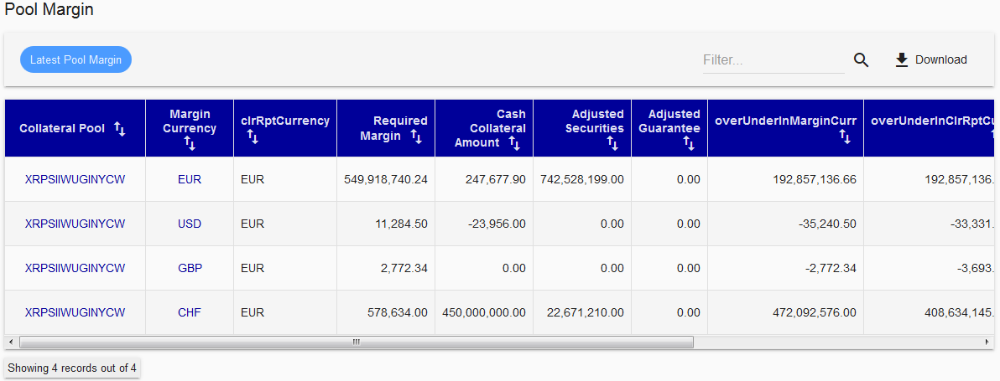 Pool Margin
Latest Pool Margin
Filter...
Download
Collateral Pool
Margin Currency
clrRptCurrency
Required Margin
Cash Collateral Amount
Adjusted Securities
Adjusted Guarantee
overUnderInMarginCurr
overUnderInClrRptCu
XRPSIIWUGINYCW EUR EUR 549,918,740.24 247,677.90 742,528,199.00 0.00 192,857,136.66 192,857,136.
XRPSIIWUGINYCW USD EUR 11,284.50 -23,956.00 0.00 0.00 -35,240.50 -33,331.
XRPSIIWUGINYCW GBP EUR 2,772.34 0.00 0.00 0.00 -2,772.34 -3,693.
XRPSIIWUGINYCW CHF EUR 578,634.00 450,000,000.00 22,671,210.00 0.00 472,092,576.00 408,634,145.
Showing 4 records out of 4